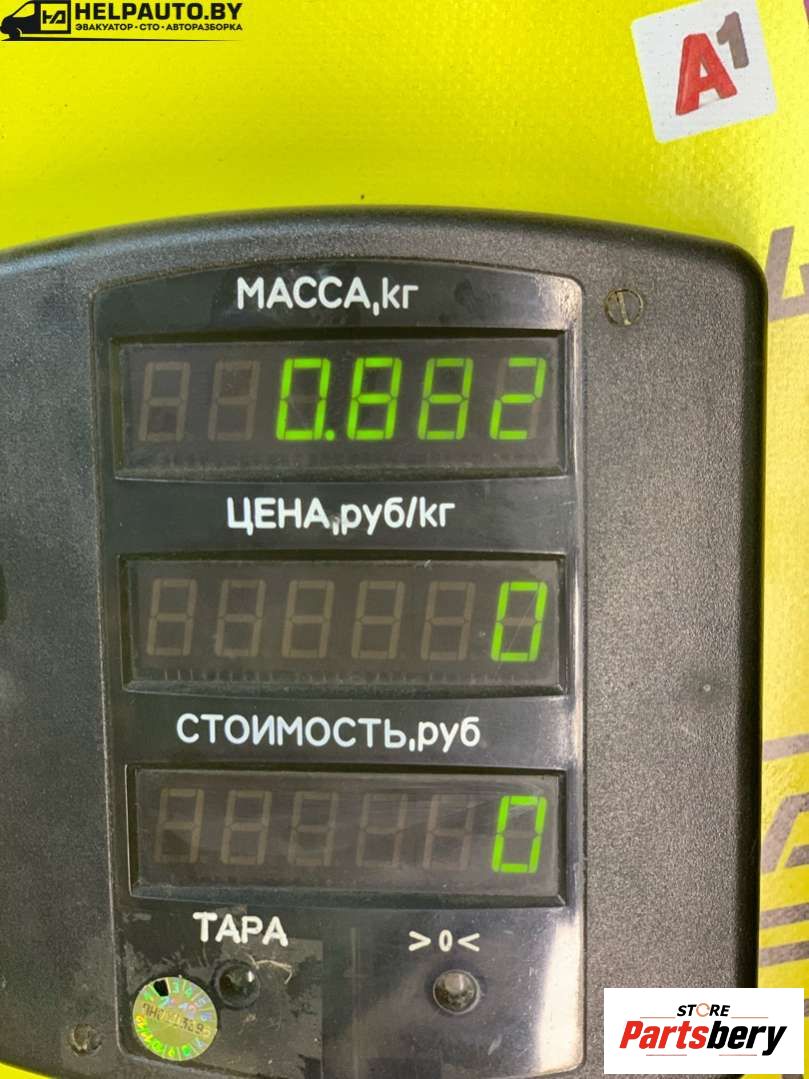 HELPAUTO.BY
ЭВАКУАТОР • СТО • АВТОРАЗБОРКА
A1
МАССА,кг
0.882
ЦЕНА,руб/кг
0
СТОИМОСТЬ,руб
0
ТАРА
>0<
STORE
Partsbery